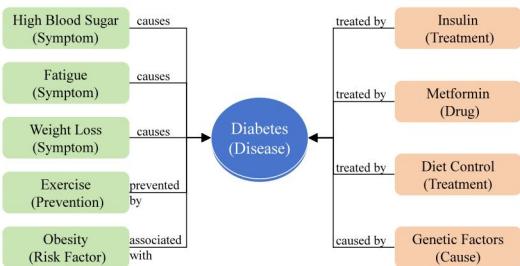 High Blood Sugar
(Symptom)
causes
Fatigue
(Symptom)
causes
Weight Loss
(Symptom)
causes
Exercise
(Prevention)
prevented
by
Obesity
(Risk Factor)
associated
with
Diabetes
(Disease)
treated by
Insulin
(Treatment)
treated by
Metformin
(Drug)
treated by
Diet Control
(Treatment)
caused by
Genetic Factors
(Cause)